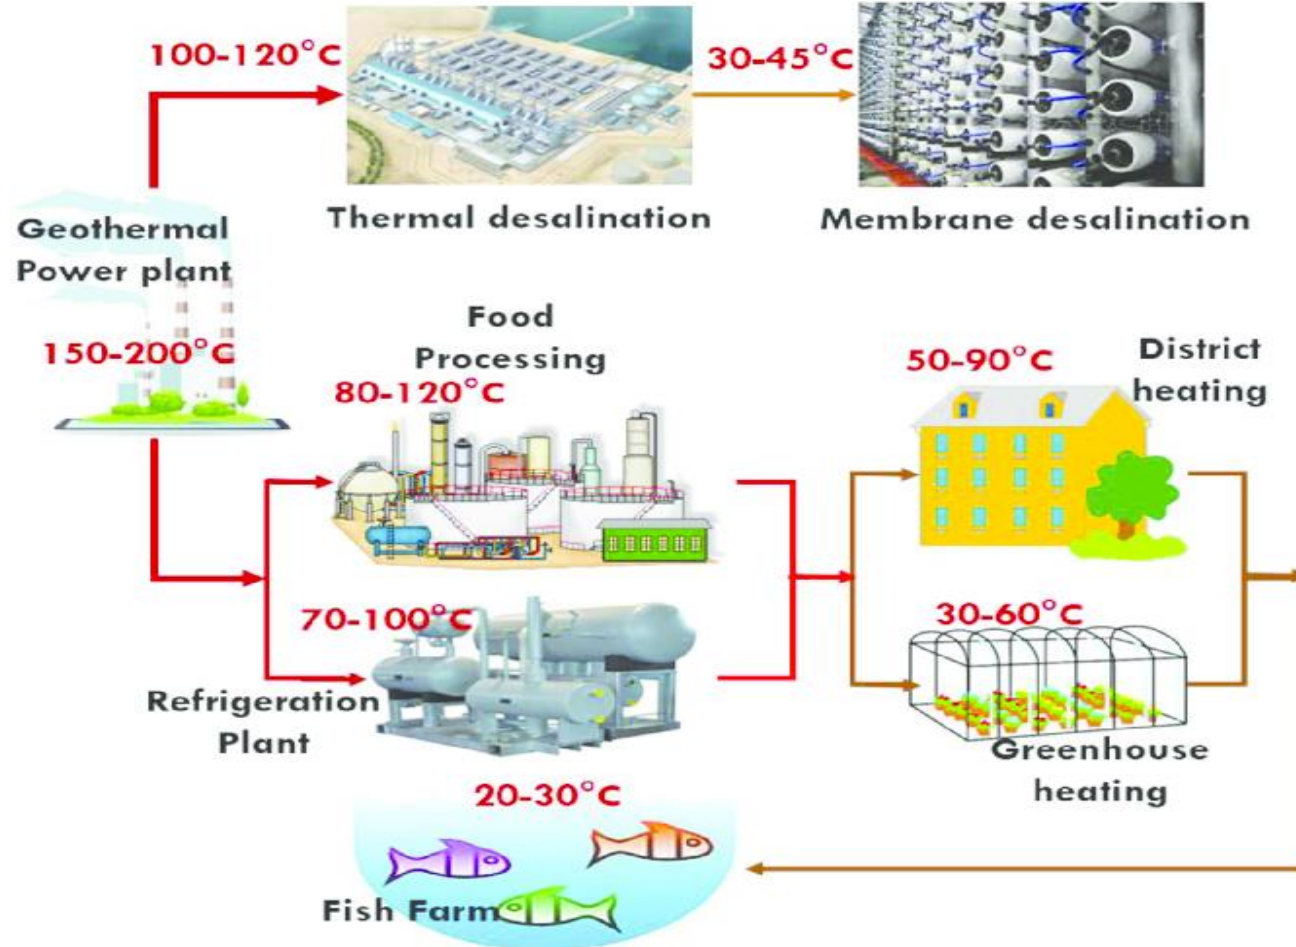 100-120°C
30-45°C
Thermal desalination
Membrane desalination
Geothermal
Power plant
150-200°C
Food
Processing
80-120°C
50-90°C
District
heating
70-100°C
30-60°C
Refrigeration
Plant
Greenhouse
heating
20-30°C
Fish Farm